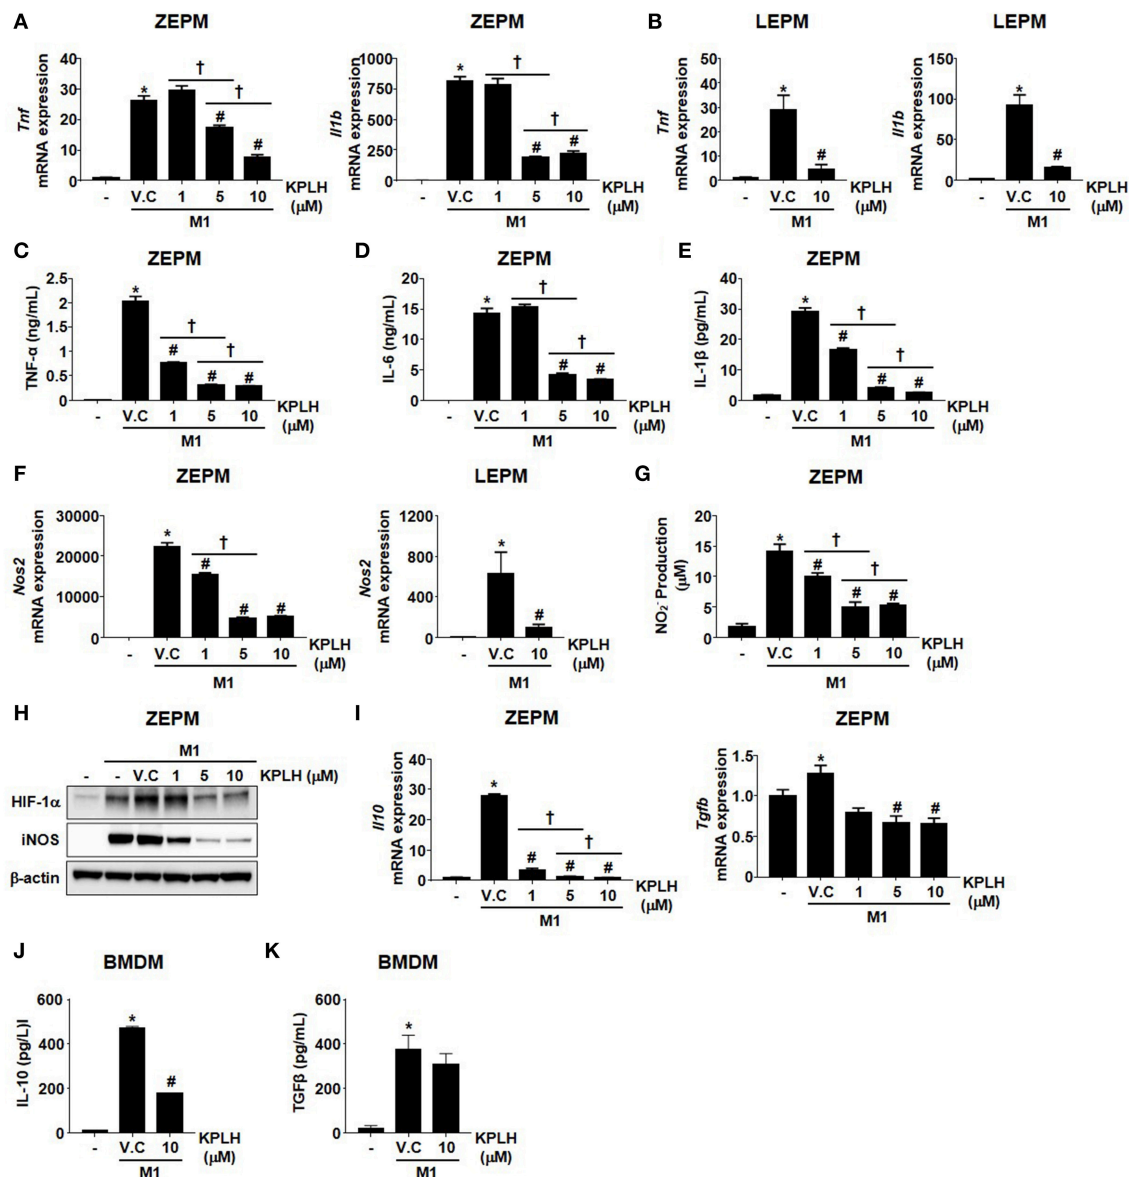 A
ZEPM
Tnf
mRNA expression
40
30
20
10
0
*
†
†
#
#
- V.C 1 5 10
KPLH
(μM)
M1
ZEPM
Il1b
mRNA expression
1000
750
500
250
0
*
†
†
#
#
- V.C 1 5 10
KPLH
(μM)
M1
B
LEPM
Tnf
mRNA expression
50
40
30
20
10
0
*
#
- V.C 10
KPLH
(μM)
M1
LEPM
Il1b
mRNA expression
150
100
50
0
*
#
- V.C 10
KPLH
(μM)
M1
C
ZEPM
TNF-α (ng/mL)
2.5
2
1.5
1
0.5
0
*
†
†
#
#
#
- V.C 1 5 10
KPLH
(μM)
M1
D
ZEPM
IL-6 (ng/mL)
20
15
10
5
0
*
†
†
#
#
- V.C 1 5 10
KPLH
(μM)
M1
E
ZEPM
IL-1β (pg/mL)
40
30
20
10
0
*
†
†
#
#
#
- V.C 1 5 10
KPLH
(μM)
M1
F
ZEPM
Nos2
mRNA expression
30000
20000
10000
0
*
†
#
#
#
- V.C 1 5 10
KPLH
(μM)
M1
LEPM
Nos2
mRNA expression
1200
800
400
0
*
#
- V.C 10
KPLH
(μM)
M1
G
ZEPM
NO2- Production
(μM)
20
15
10
5
0
*
†
†
#
#
#
- V.C 1 5 10
KPLH
(μM)
M1
H
ZEPM
M1
- - V.C 1 5 10 KPLH (μM)
HIF-1α
iNOS
β-actin
I
ZEPM
Il10
mRNA expression
40
30
20
10
0
*
†
†
#
#
#
- V.C 1 5 10
KPLH
(μM)
M1
ZEPM
Tgfb
mRNA expression
1.5
1.0
0.5
0
*
#
#
- V.C 1 5 10
KPLH
(μM)
M1
J
BMDM
IL-10 (pg/L)l
600
400
200
0
*
#
- V.C 10
KPLH
(μM)
M1
K
BMDM
TGFβ (pg/mL)
600
400
200
0
*
- V.C 10
KPLH
(μM)
M1